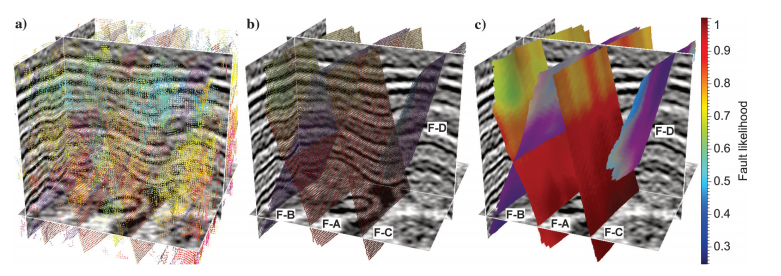 a)
b)
c)
F-D
F-B
F-A
F-C
F-D
F-B
F-A
F-C
1
0.9
0.8
0.7
0.6
0.5
0.4
0.3
Fault likelihood